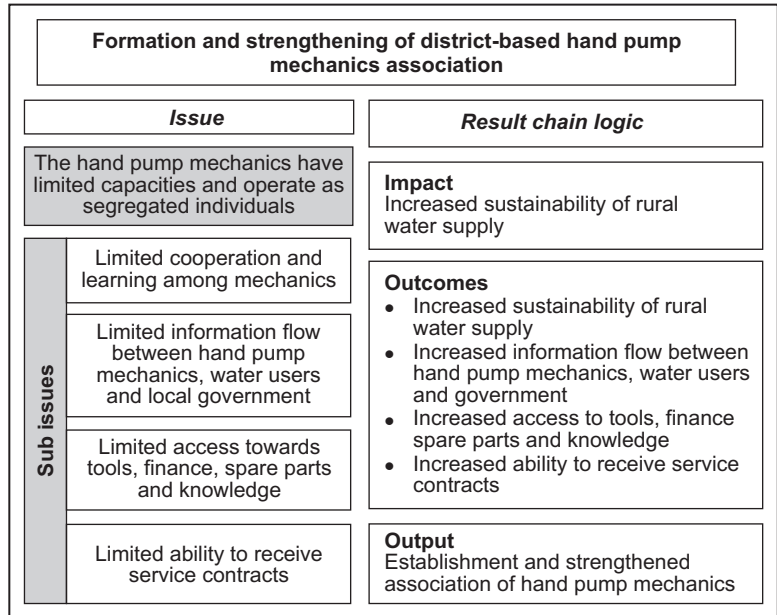 Formation and strengthening of district-based hand pump
mechanics association
Issue
The hand pump mechanics have
limited capacities and operate as
segregated individuals
Sub issues
Limited cooperation and
learning among mechanics
Limited information flow
between hand pump
mechanics, water users
and local government
Limited access towards
tools, finance, spare parts
and knowledge
Limited ability to receive
service contracts
Result chain logic
Impact
Increased sustainability of rural
water supply
Outcomes
● Increased sustainability of rural
water supply
● Increased information flow between
hand pump mechanics, water users
and government
● Increased access to tools, finance
spare parts and knowledge
● Increased ability to receive service
contracts
Output
Establishment and strengthened
association of hand pump mechanics